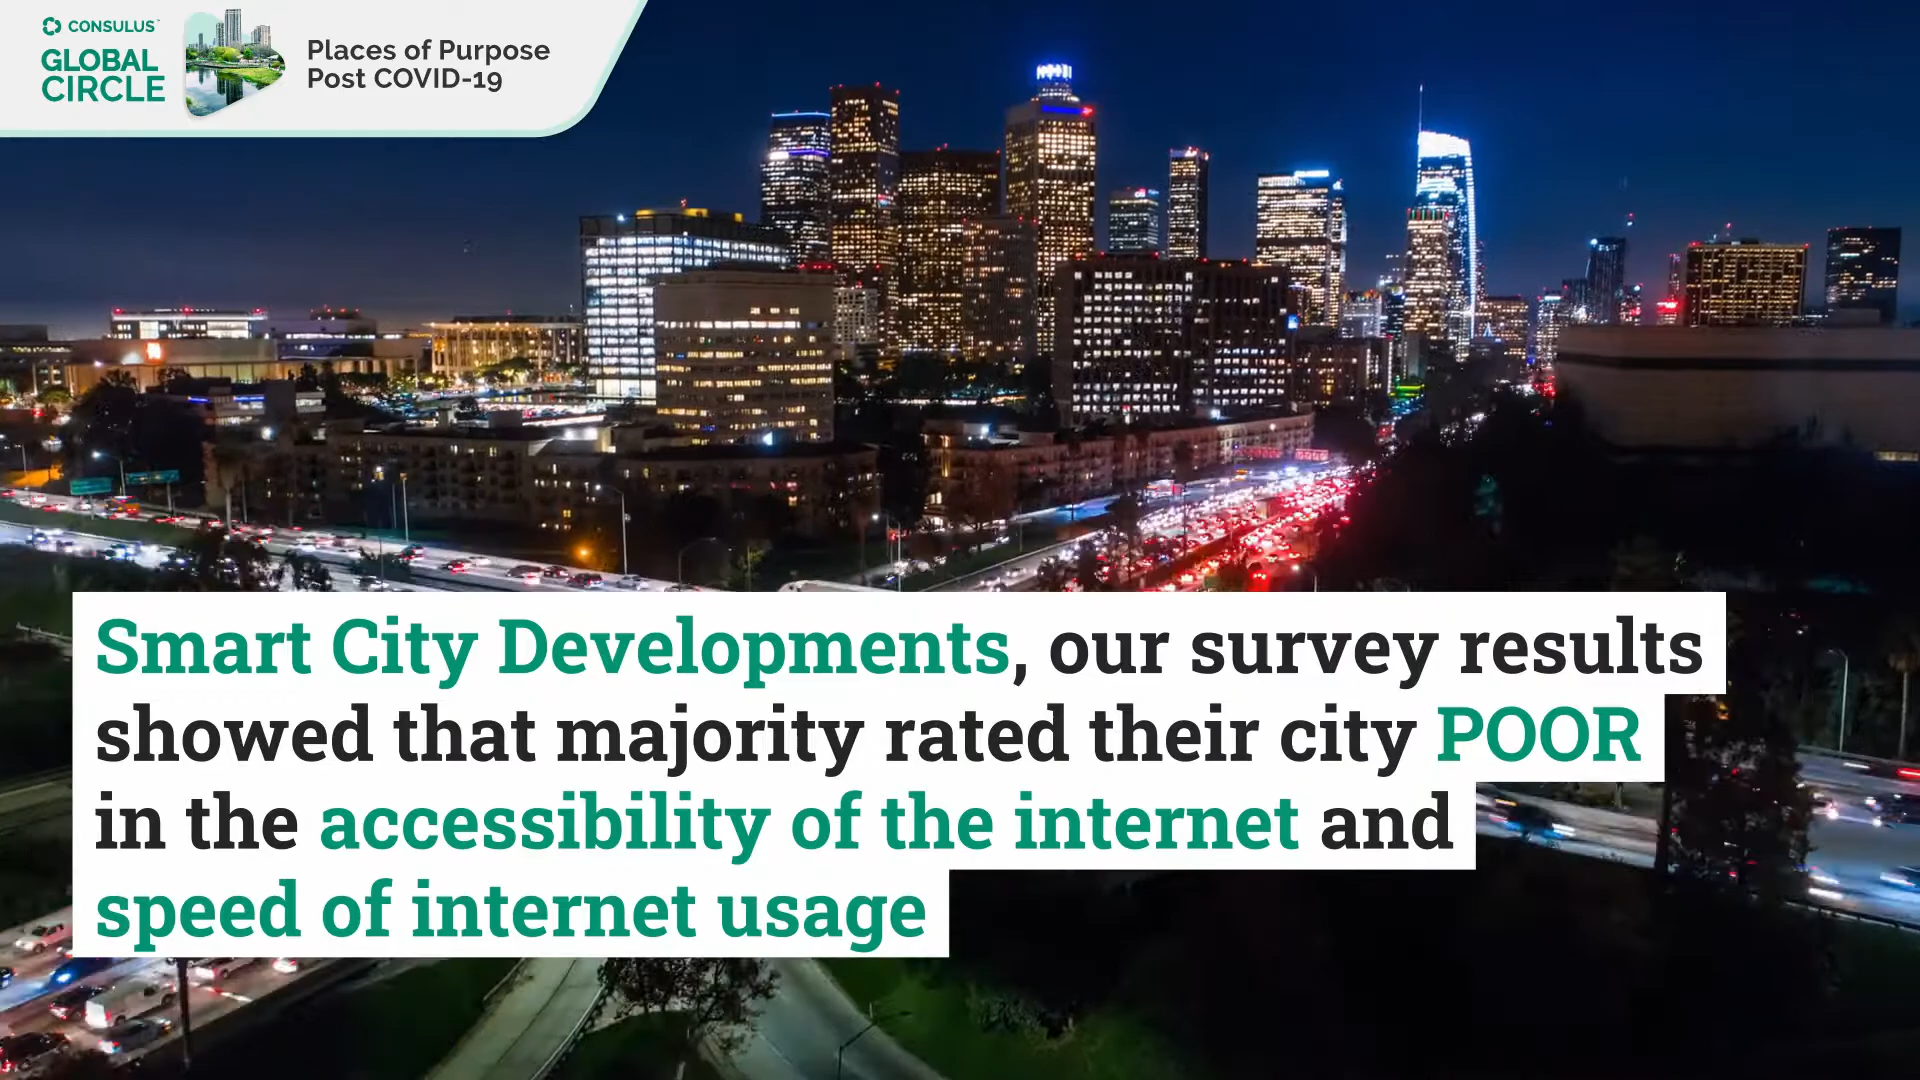 CONSULUS
GLOBAL
CIRCLE
Places of Purpose
Post COVID-19
Smart City Developments, our survey results
showed that majority rated their city POOR
in the accessibility of the internet and
speed of internet usage